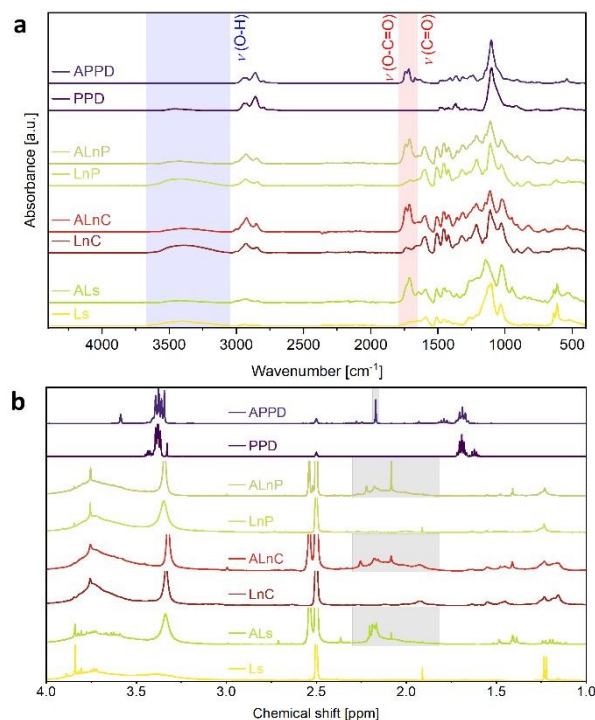 a
ν (O-H)
ν (O-C=O)
ν (C=O)
APPD
PPD
ALnP
LnP
ALnC
LnC
ALs
Ls
Absorbance [a.u.]
4000 3500 3000 2500 2000 1500 1000 500
Wavenumber [cm⁻¹]
b
APPD
PPD
ALnP
LnP
ALnC
LnC
ALs
Ls
4.0 3.5 3.0 2.5 2.0 1.5 1.0
Chemical shift [ppm]